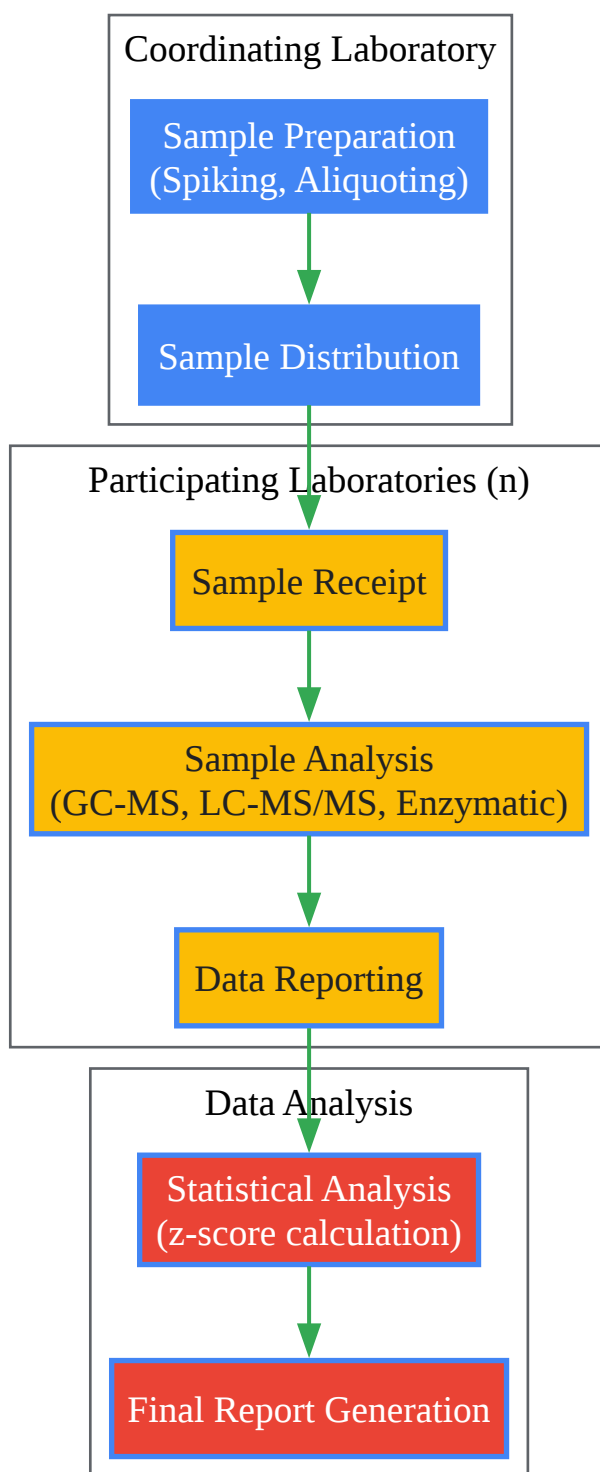 Coordinating Laboratory
Sample Preparation
(Spiking, Aliquoting)
Sample Distribution
Participating Laboratories (n)
Sample Receipt
Sample Analysis
(GC-MS, LC-MS/MS, Enzymatic)
Data Reporting
Data Analysis
Statistical Analysis
(z-score calculation)
Final Report Generation